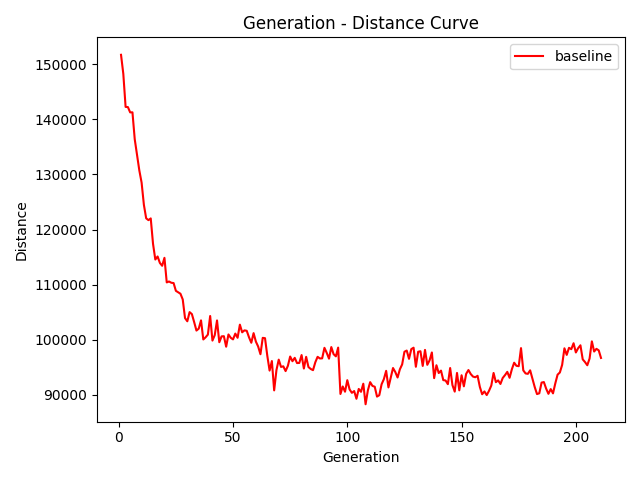 Generation - Distance Curve
baseline
150000
140000
130000
120000
110000
100000
90000
Distance
0 50 100 150 200
Generation